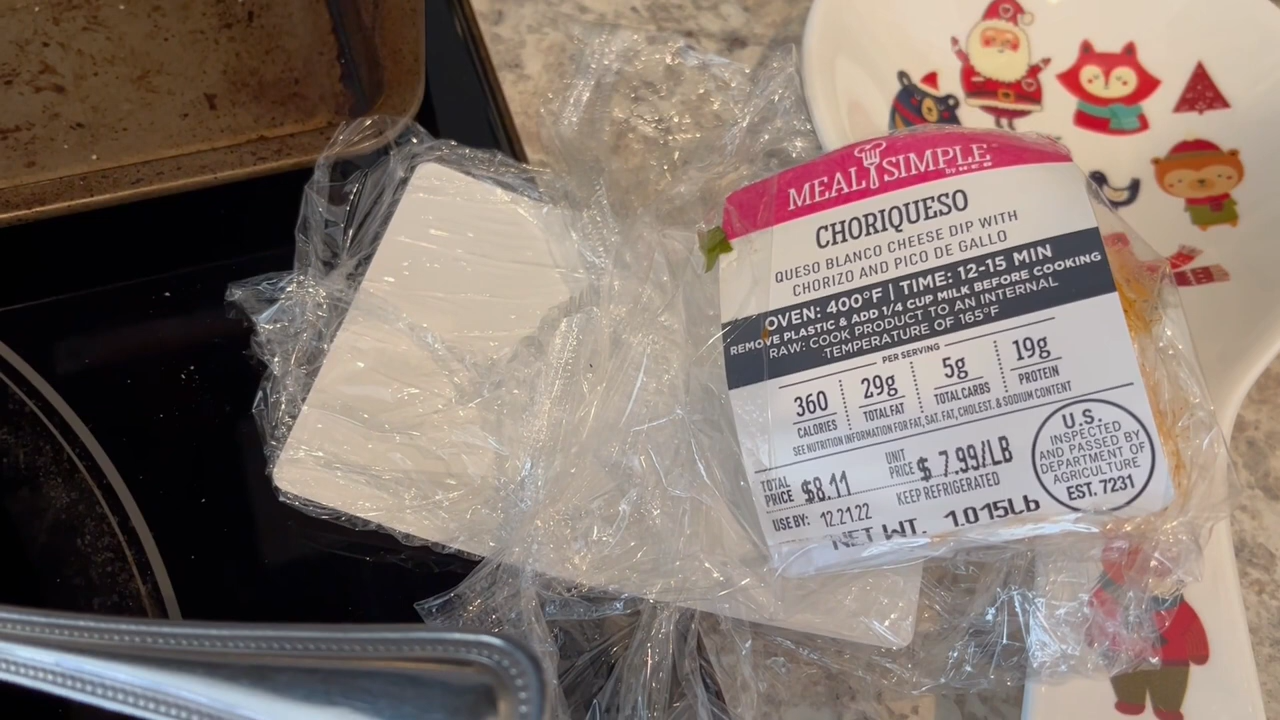 MEAL SIMPLE
by H-E-B
CHORIQUESO
QUESO BLANCO CHEESE DIP WITH
CHORIZO AND PICO DE GALLO
OVEN: 400°F | TIME: 12-15 MIN
REMOVE PLASTIC & ADD 1/4 CUP MILK BEFORE COOKING
RAW: COOK PRODUCT TO AN INTERNAL
TEMPERATURE OF 165°F
PER SERVING
360 29g 5g 19g
CALORIES TOTAL FAT TOTAL CARBS PROTEIN
SEE NUTRITION INFORMATION FOR FAT, SAT. FAT, CHOLEST. & SODIUM CONTENT
TOTAL PRICE $8.11
UNIT PRICE $ 7.99/LB
USE BY: 12.21.22
KEEP REFRIGERATED
NET WT. 1.015Lb
U.S.
INSPECTED
AND PASSED BY
DEPARTMENT OF
AGRICULTURE
EST. 7231